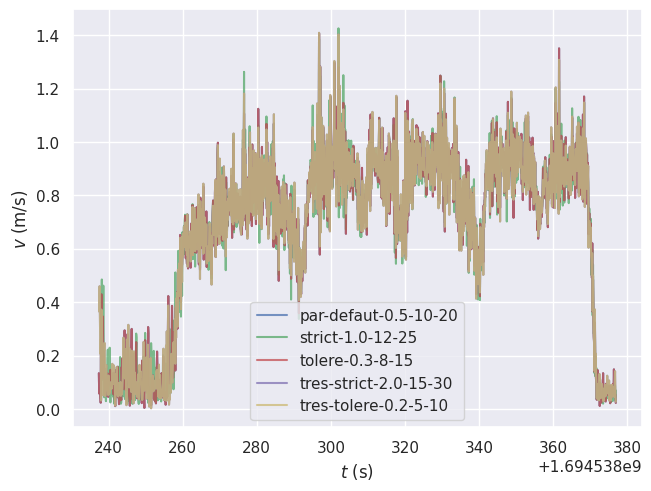 1.4
1.2
1.0
0.8
0.6
0.4
0.2
0.0
v (m/s)
par-defaut-0.5-10-20
strict-1.0-12-25
tolere-0.3-8-15
tres-strict-2.0-15-30
tres-tolere-0.2-5-10
240 260 280 300 320 340 360 380
t (s)
+1.694538e9